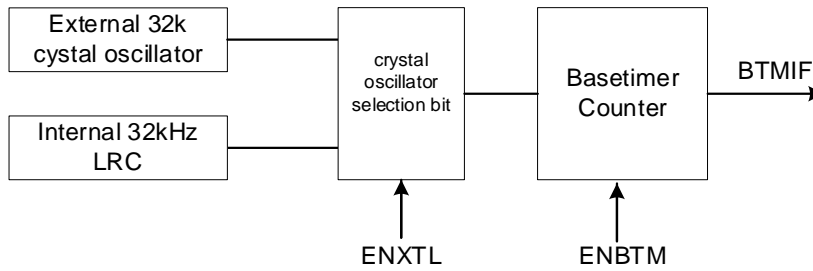 External 32k
cystal oscillator
Internal 32kHz
LRC
crystal
oscillator
selection bit
Basetimer
Counter
BTMIF
ENXTL
ENBTM